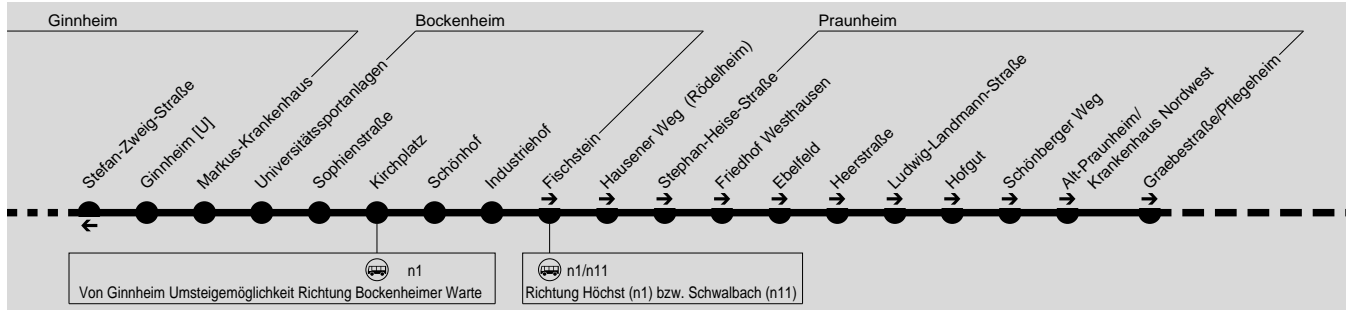 Ginnheim
Bockenheim
Praunheim
Stefan-Zweig-Straße
Ginnheim [U]
Markus-Krankenhaus
Universitätssportanlagen
Sophienstraße
Kirchplatz
Schönhof
Industriehof
Fischstein
Hausener Weg (Rödelheim)
Stephan-Heise-Straße
Friedhof Westhausen
Ebelfeld
Heerstraße
Ludwig-Landmann-Straße
Hofgut
Schönberger Weg
Alt-Praunheim/
Krankenhaus Nordwest
Graebestraße/Pflegeheim
n1
Von Ginnheim Umsteigemöglichkeit Richtung Bockenheimer Warte
n1/n11
Richtung Höchst (n1) bzw. Schwalbach (n11)